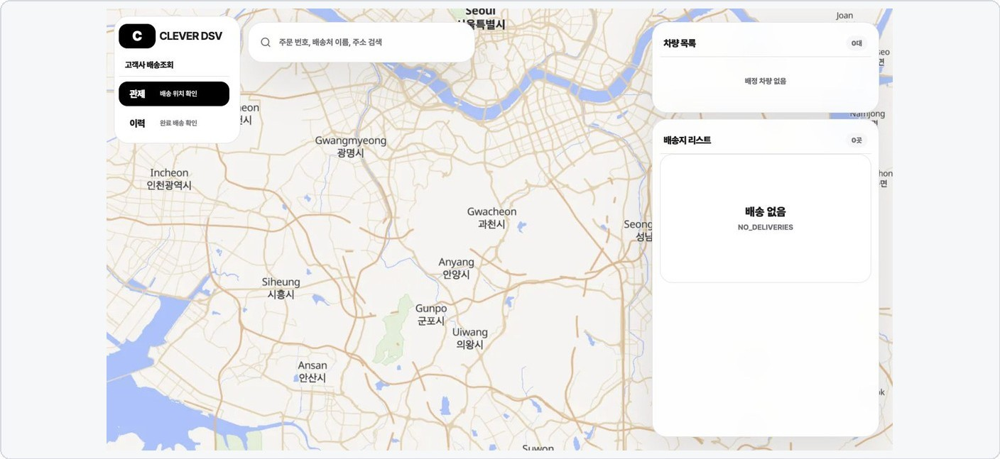 C CLEVER DSV
고객사 배송조회
관제 배송 위치 확인
이력 완료 배송 확인
주문 번호, 배송처 이름, 주소 검색
Seoul
서울특별시
Joan
차량 목록 0대
배정 차량 없음
Namjong
배송지 리스트 0곳
배송 없음
NO_DELIVERIES
Gwangmyeong
광명시
Incheon
인천광역시
Gwacheon
과천시
Anyang
안양시
Siheung
시흥시
Gunpo
군포시
Uiwang
의왕시
Ansan
안산시
Suwon